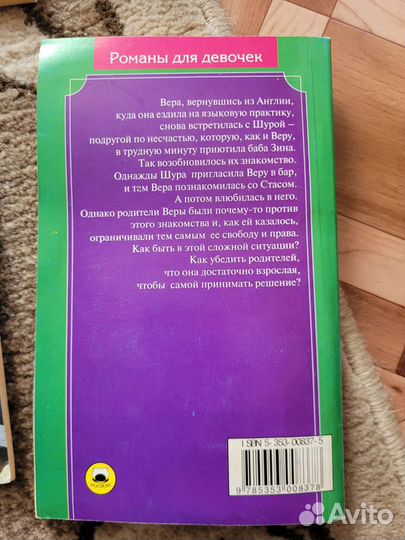 Романы для девочек
Вера, вернувшись из Англии,
куда она ездила на языковую практику,
снова встретилась с Шурой –
подругой по несчастью, которую, как и Веру,
в трудную минуту приютила баба Зина.
Так возобновилось их знакомство.
Однажды Шура пригласила Веру в бар,
и там Вера познакомилась со Стасом.
А потом влюбилась в него.
Однако родители Веры были почему-то против
этого знакомства и, как ей казалось,
ограничивали тем самым ее свободу и права.
Как быть в этой сложной ситуации?
Как убедить родителей,
что она достаточно взрослая,
чтобы самой принимать решение?
ISBN 5-353-00837-5
9 785353 008378
РОСМЭН
Avito